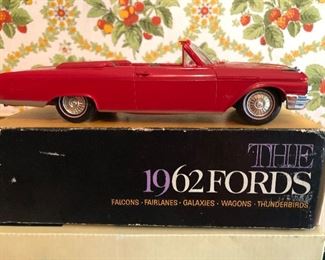 THE
1962 FORDS
FALCONS · FAIRLANES · GALAXIES · WAGONS · THUNDERBIRDS